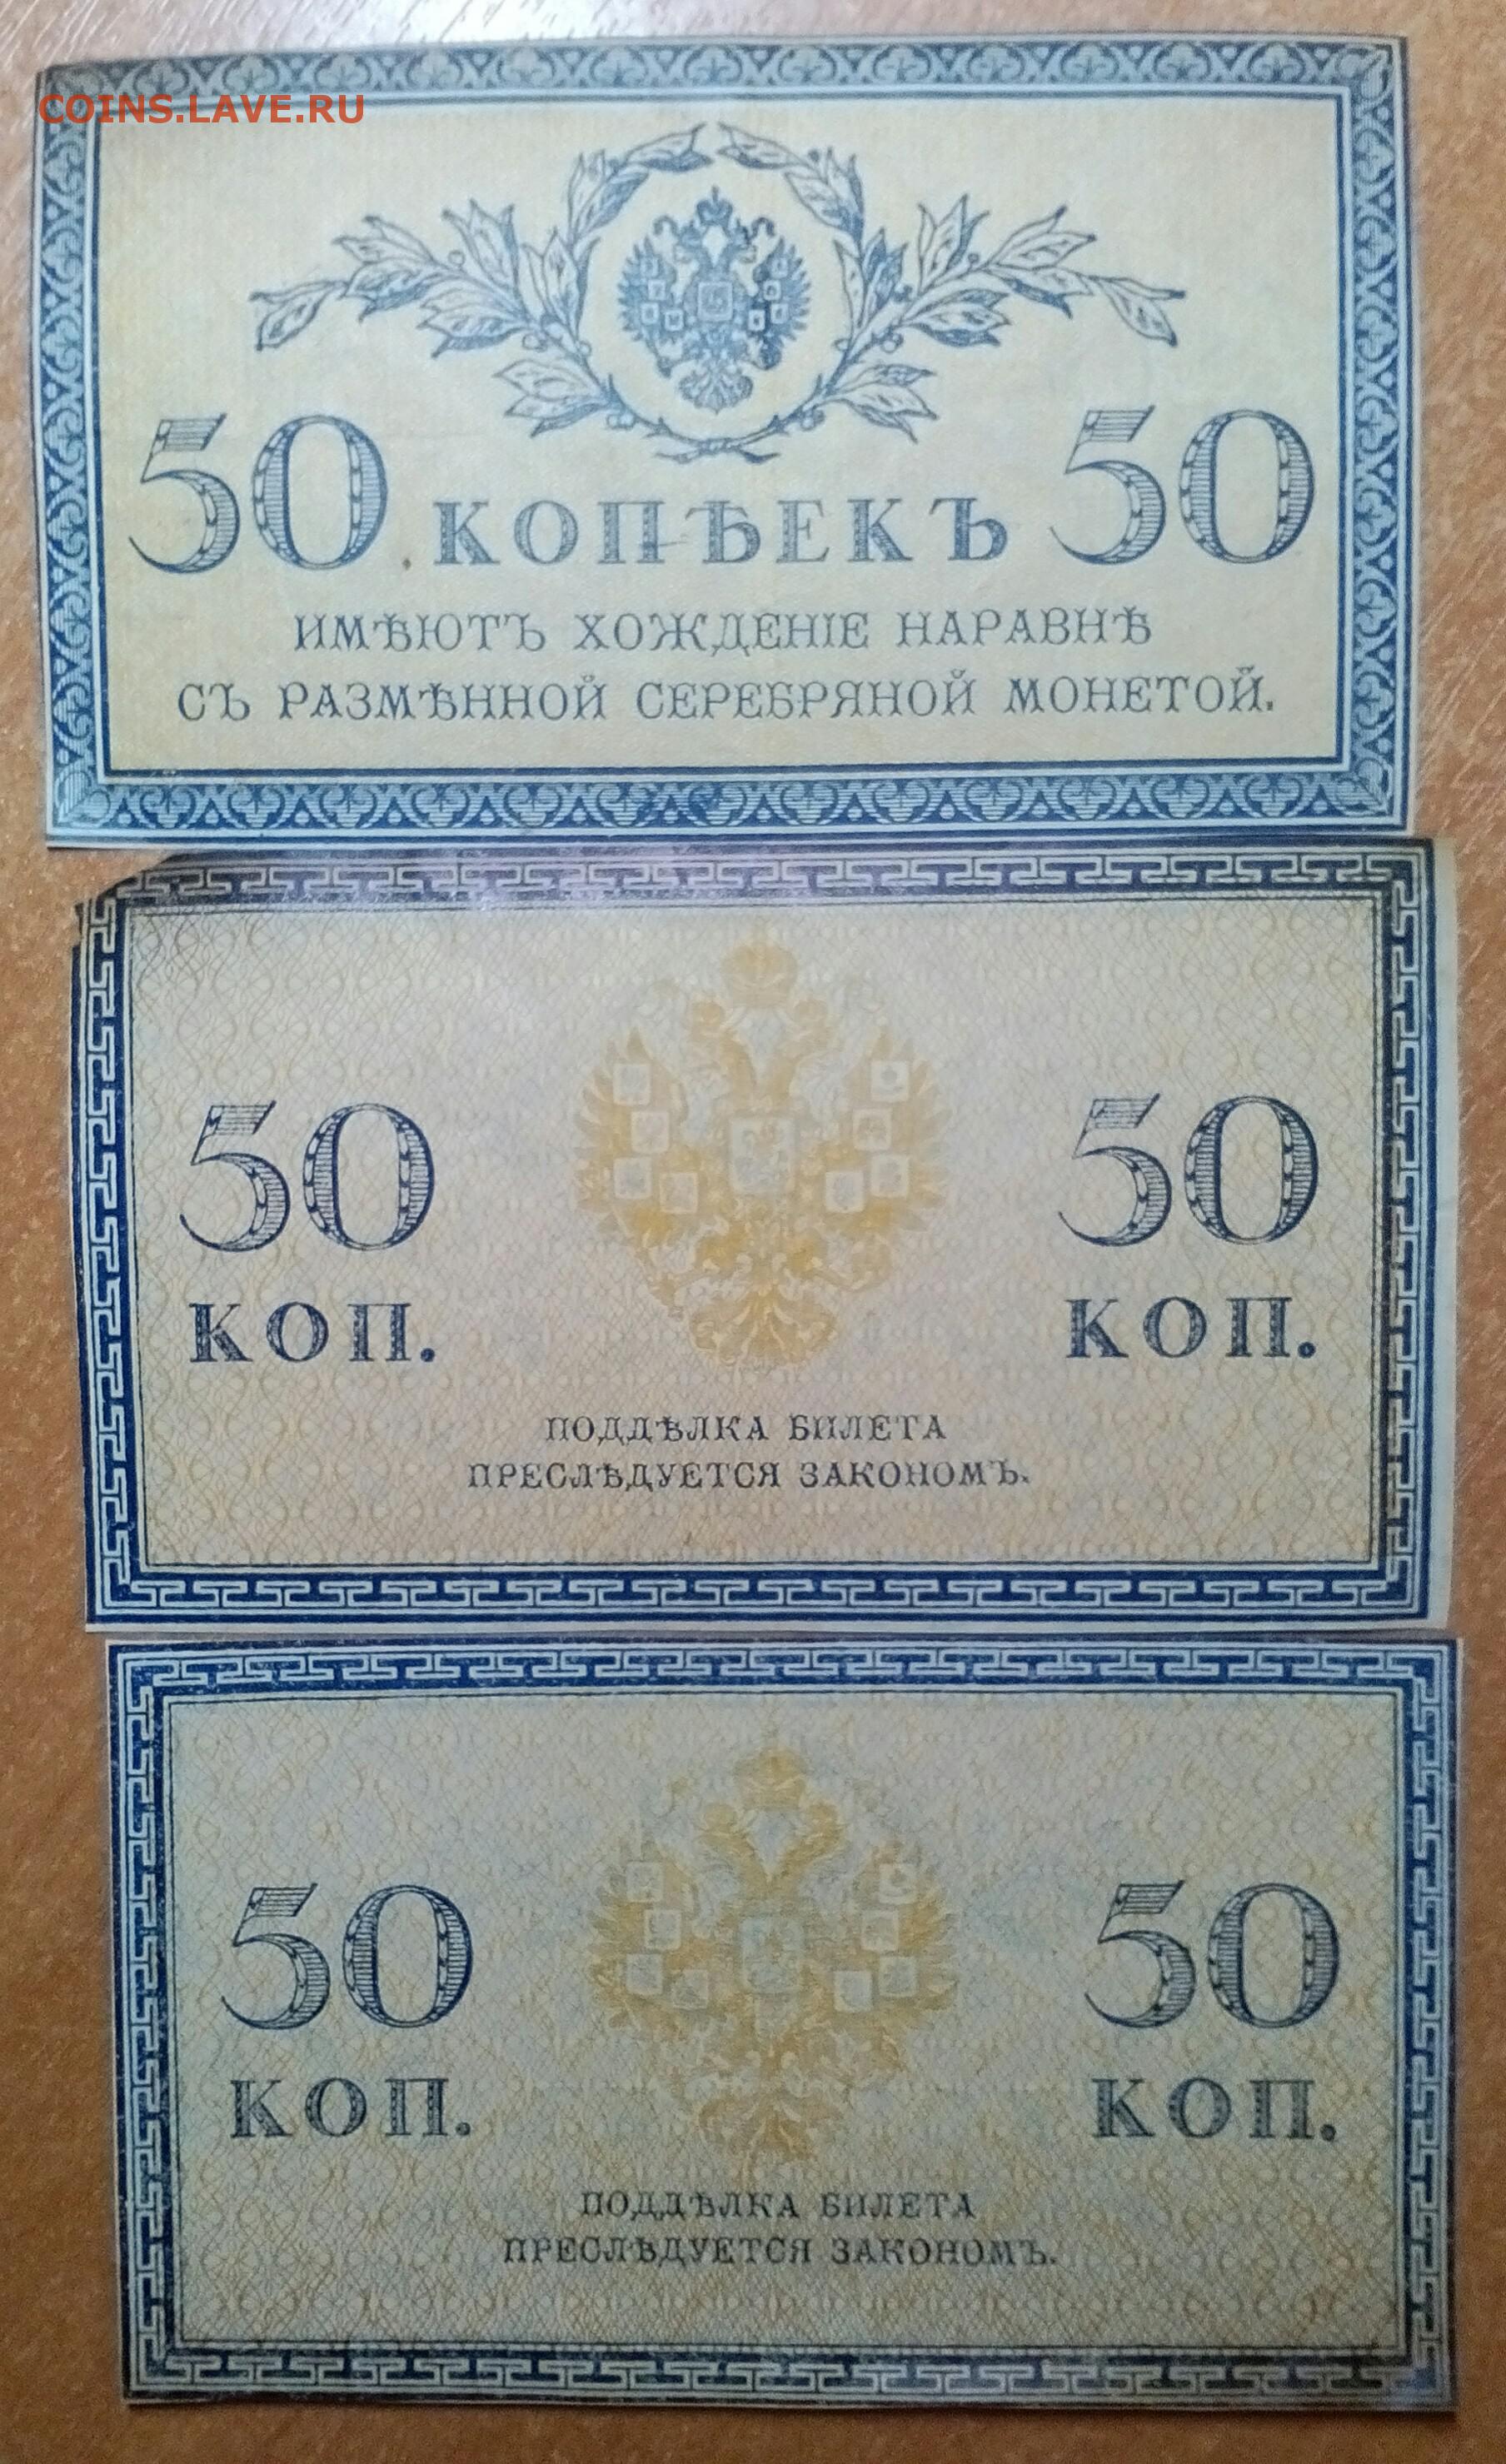 COINS.LAVE.RU
50 КОПѢЕКЪ 50
ИМѢЮТЪ ХОЖДЕНІЕ НАРАВНѢ
СЪ РАЗМѢННОЙ СЕРЕБРЯНОЙ МОНЕТОЙ.
50 50
КОП. КОП.
ПОДДѢЛКА БИЛЕТА
ПРЕСЛѢДУЕТСЯ ЗАКОНОМЪ.
50 50
КОП. КОП.
ПОДДѢЛКА БИЛЕТА
ПРЕСЛѢДУЕТСЯ ЗАКОНОМЪ.